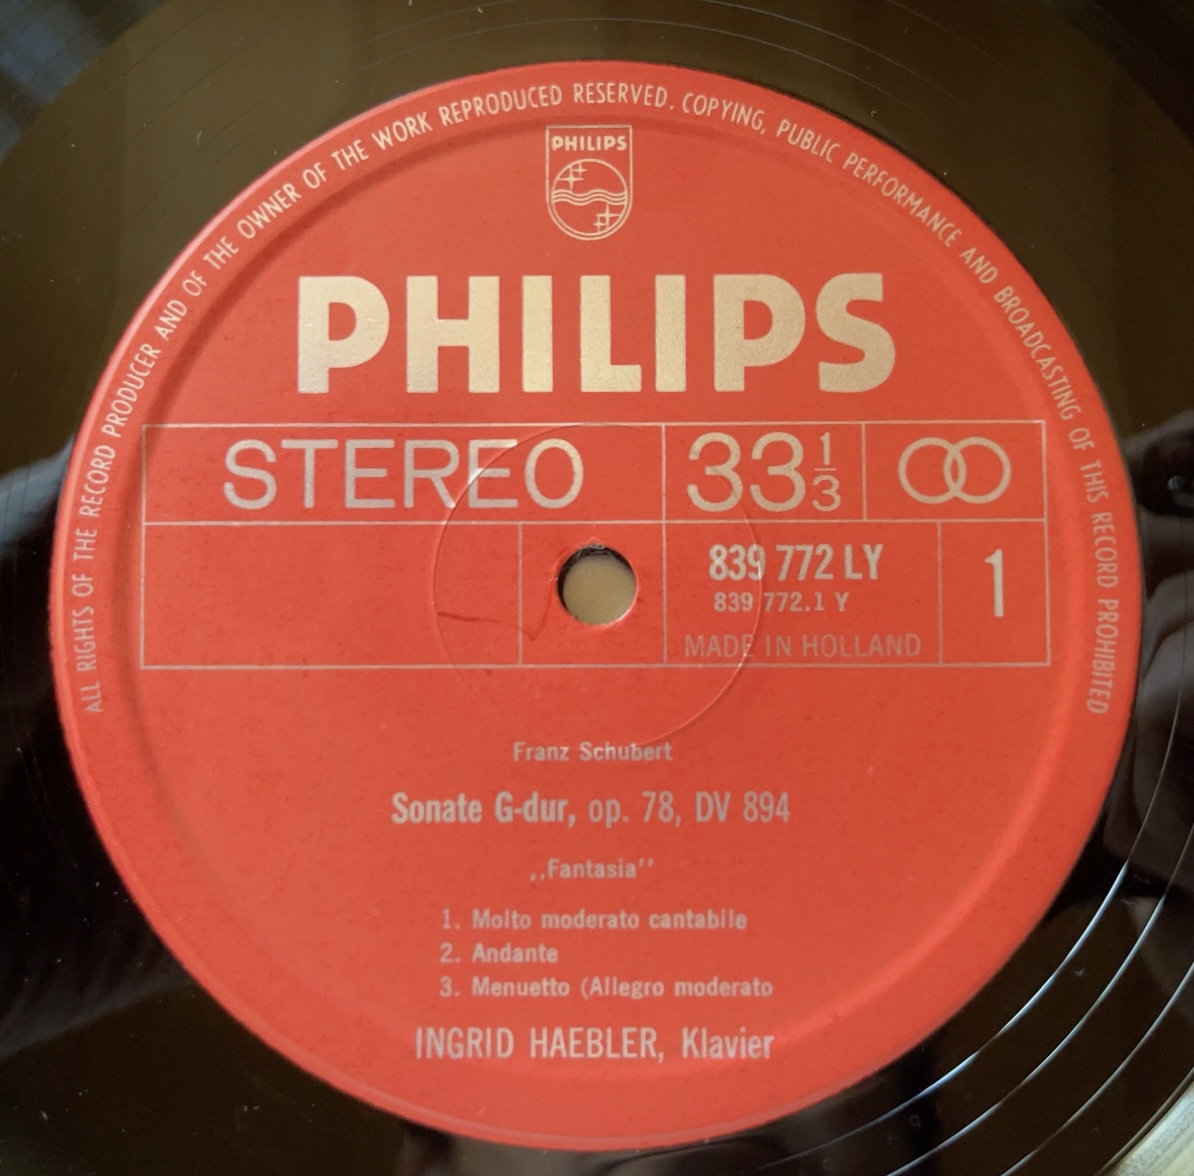 ALL RIGHTS OF THE RECORD PRODUCER AND OF THE OWNER OF THE WORK REPRODUCED RESERVED. COPYING, PUBLIC PERFORMANCE AND BROADCASTING OF THIS RECORD PROHIBITED
PHILIPS
PHILIPS
STEREO 33 1/3
839 772 LY
839 772.1 Y
1
MADE IN HOLLAND
Franz Schubert
Sonate G-dur, op. 78, DV 894
,,Fantasia''
1. Molto moderato cantabile
2. Andante
3. Menuetto (Allegro moderato
INGRID HAEBLER, Klavier